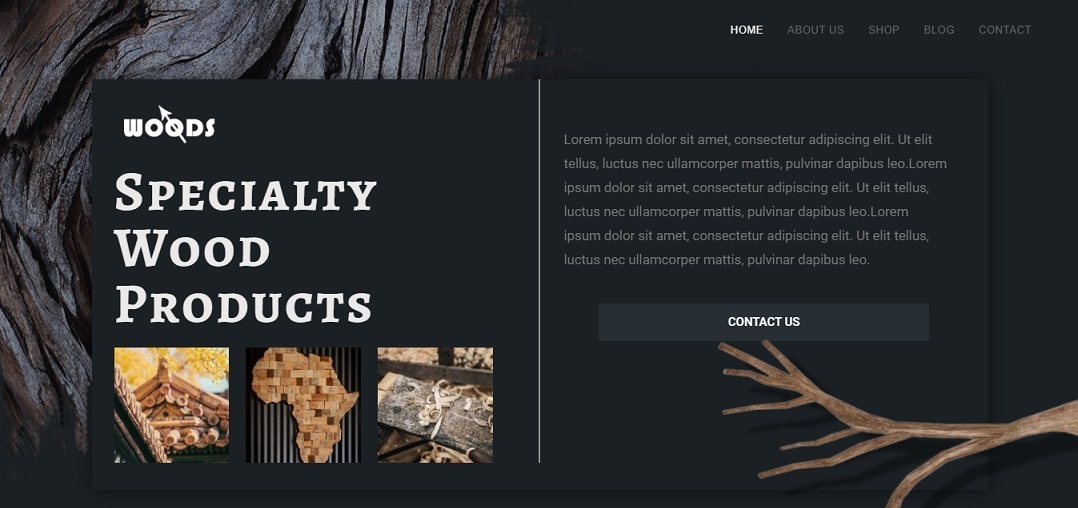 HOME ABOUT US SHOP BLOG CONTACT
WOODS
Specialty
Wood
Products
Lorem ipsum dolor sit amet, consectetur adipiscing elit. Ut elit
tellus, luctus nec ullamcorper mattis, pulvinar dapibus leo.Lorem
ipsum dolor sit amet, consectetur adipiscing elit. Ut elit tellus,
luctus nec ullamcorper mattis, pulvinar dapibus leo.Lorem
ipsum dolor sit amet, consectetur adipiscing elit. Ut elit tellus,
luctus nec ullamcorper mattis, pulvinar dapibus leo.
CONTACT US